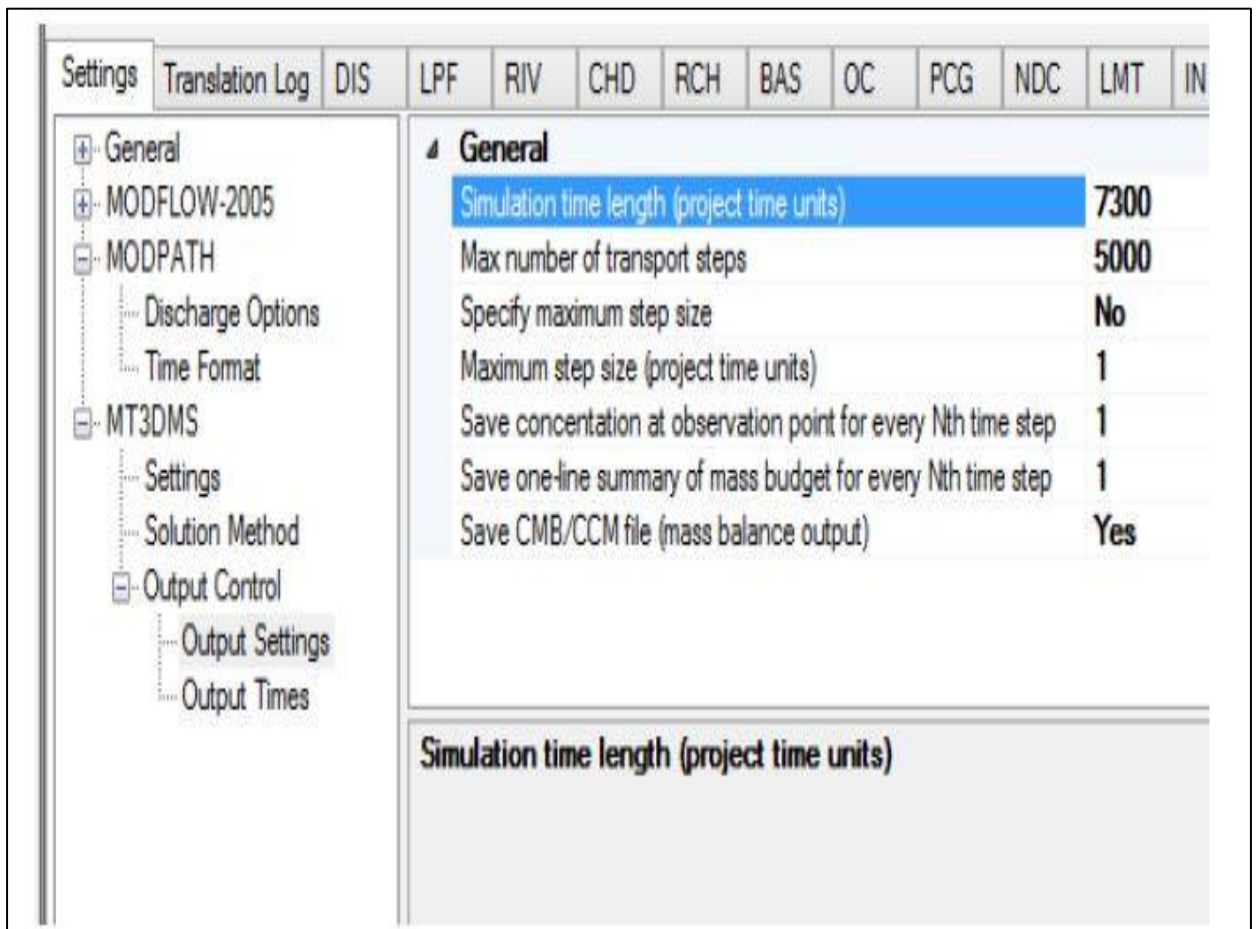 Settings Translation Log DIS LPF RIV CHD RCH BAS OC PCG NDC LMT IN
General
MODFLOW-2005
MODPATH
Discharge Options
Time Format
MT3DMS
Settings
Solution Method
Output Control
Output Settings
Output Times
General
Simulation time length (project time units) 7300
Max number of transport steps 5000
Specify maximum step size No
Maximum step size (project time units) 1
Save concentation at observation point for every Nth time step 1
Save one-line summary of mass budget for every Nth time step 1
Save CMB/CCM file (mass balance output) Yes
Simulation time length (project time units)